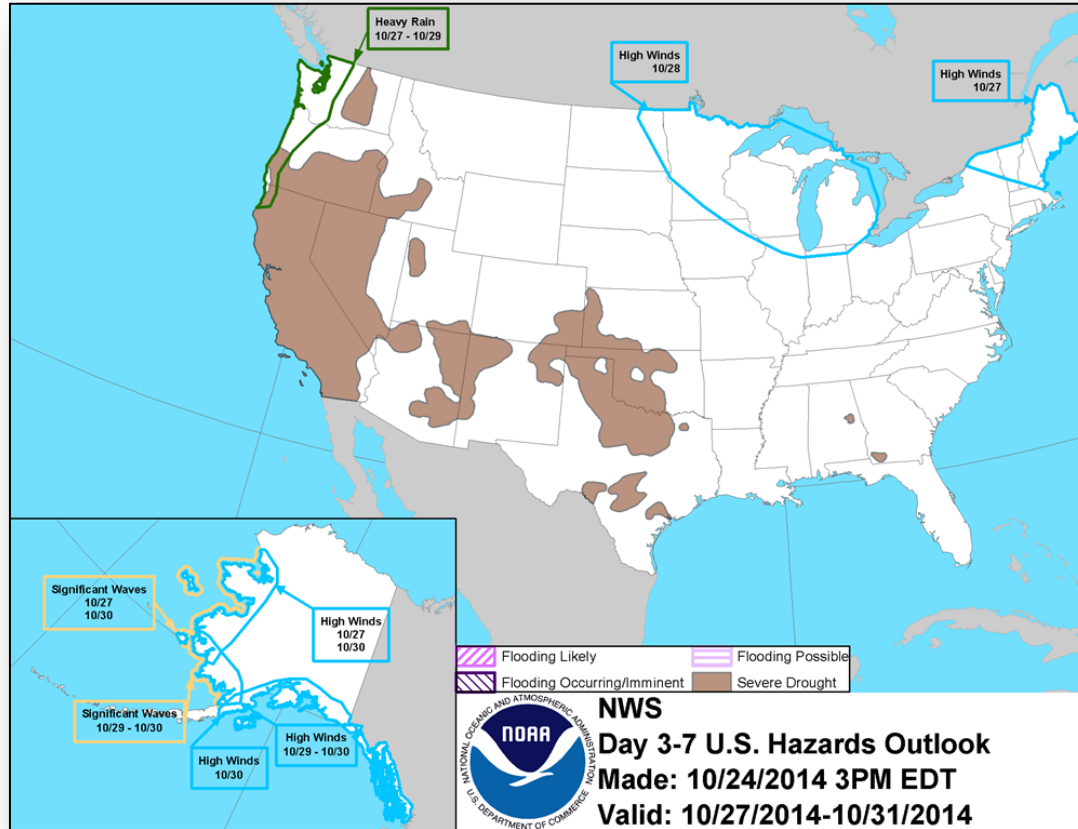 Heavy Rain
10/27 - 10/29
High Winds
10/28
High Winds
10/27
Significant Waves
10/27
10/30
High Winds
10/27
10/30
Significant Waves
10/29 - 10/30
High Winds
10/30
High Winds
10/29 - 10/30
Flooding Likely
Flooding Possible
Flooding Occurring/Imminent
Severe Drought
NATIONAL OCEANIC AND ATMOSPHERIC ADMINISTRATION
NOAA
U.S. DEPARTMENT OF COMMERCE
NWS
Day 3-7 U.S. Hazards Outlook
Made: 10/24/2014 3PM EDT
Valid: 10/27/2014-10/31/2014